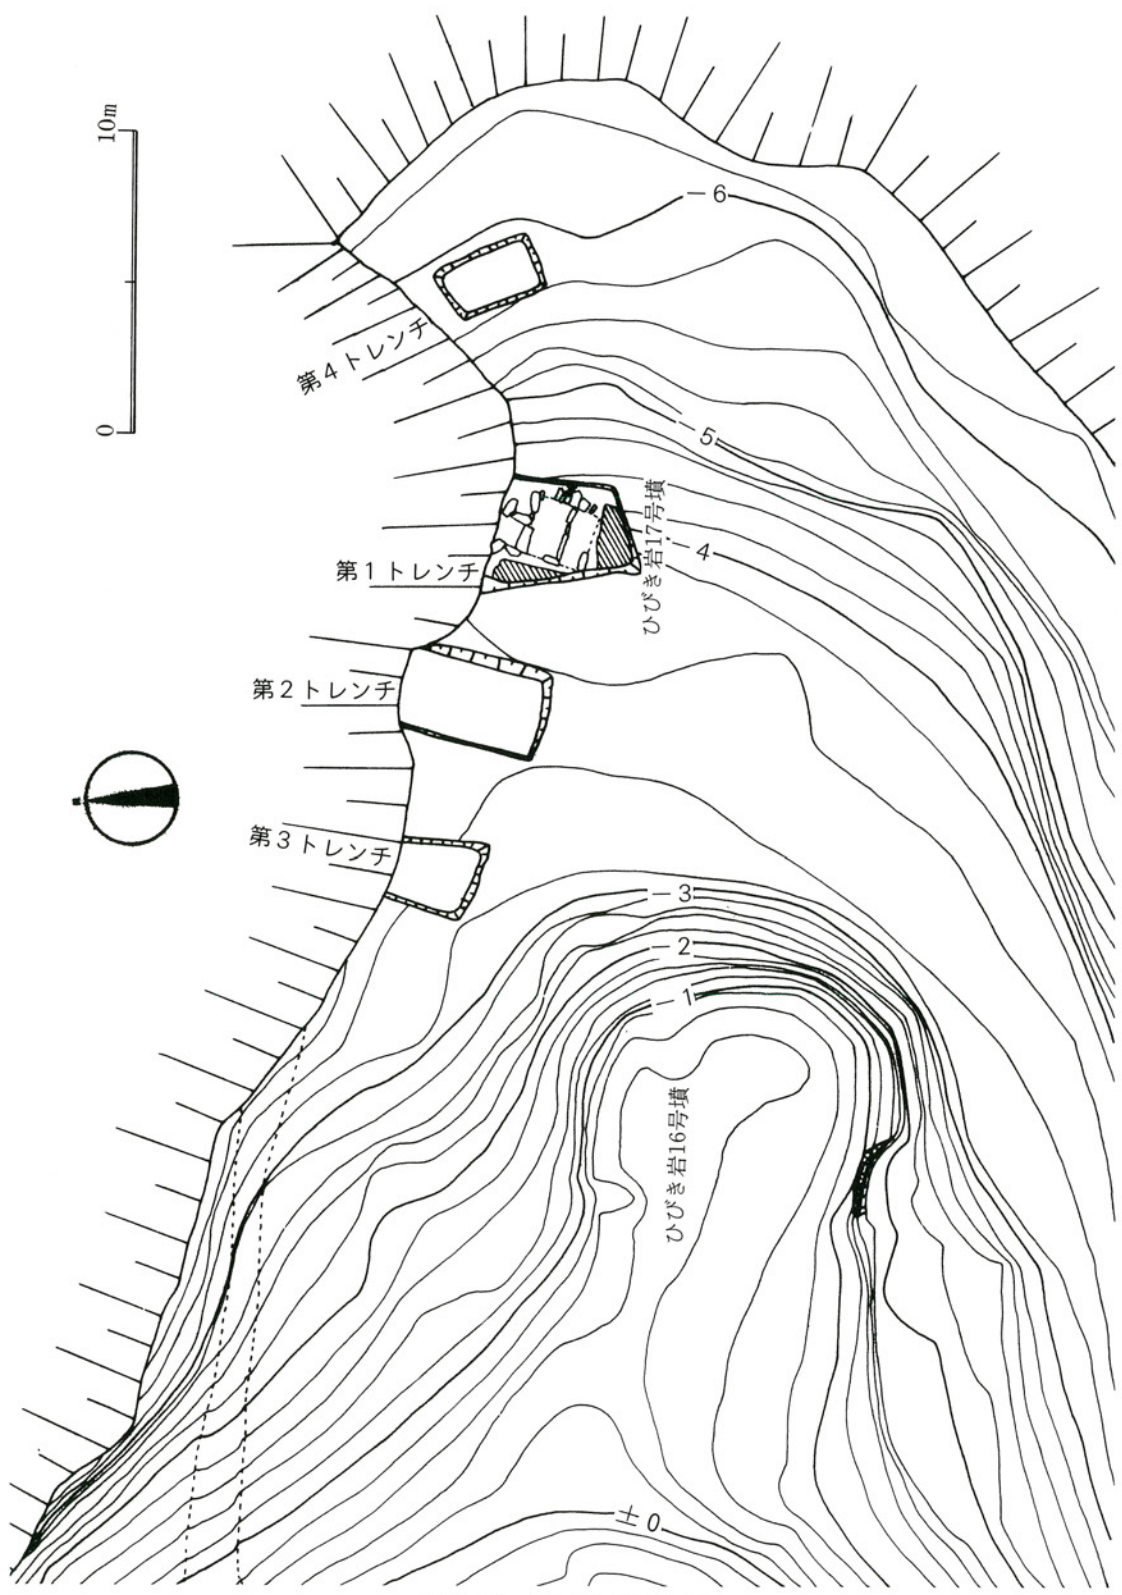 10m
0
－6
第4トレンチ
－5
ひびき岩17号墳
－4
第1トレンチ
第2トレンチ
第3トレンチ
－3
－2
－1
ひびき岩16号墳
±0